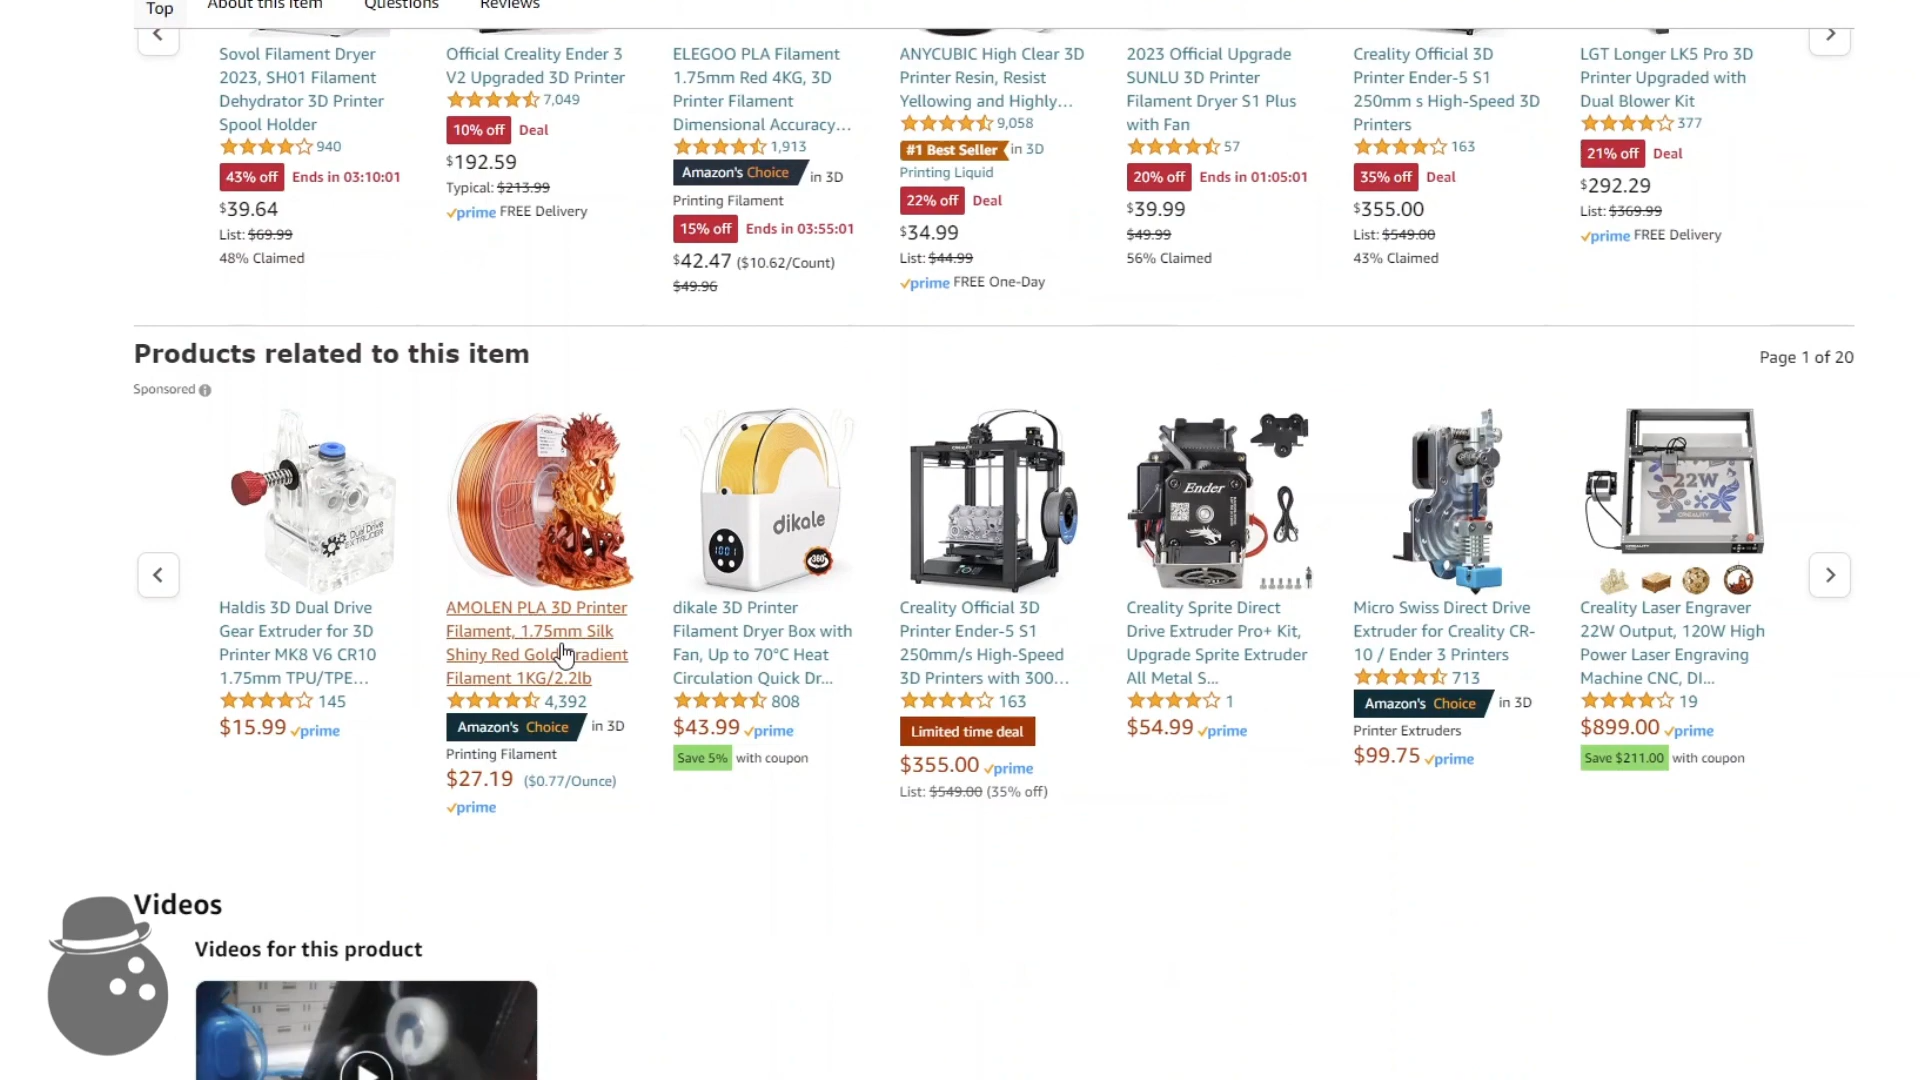 Top
About this item
Questions
Reviews
Sovol Filament Dryer
2023, SH01 Filament
Dehydrator 3D Printer
Spool Holder
940
43% off Ends in 03:10:01
$39.64
List: $69.99
48% Claimed
Official Creality Ender 3
V2 Upgraded 3D Printer
7,049
10% off Deal
$192.59
Typical: $213.99
prime FREE Delivery
ELEGOO PLA Filament
1.75mm Red 4KG, 3D
Printer Filament
Dimensional Accuracy…
1,913
Amazon's Choice in 3D
Printing Filament
15% off Ends in 03:55:01
$42.47 ($10.62/Count)
$49.96
ANYCUBIC High Clear 3D
Printer Resin, Resist
Yellowing and Highly…
9,058
#1 Best Seller in 3D
Printing Liquid
22% off Deal
$34.99
List: $44.99
prime FREE One-Day
2023 Official Upgrade
SUNLU 3D Printer
Filament Dryer S1 Plus
with Fan
57
20% off Ends in 01:05:01
$39.99
$49.99
56% Claimed
Creality Official 3D
Printer Ender-5 S1
250mm s High-Speed 3D
Printers
163
35% off Deal
$355.00
List: $549.00
43% Claimed
LGT Longer LK5 Pro 3D
Printer Upgraded with
Dual Blower Kit
377
21% off Deal
$292.29
List: $369.99
prime FREE Delivery
Products related to this item
Page 1 of 20
Sponsored
Dual Drive
EXTRUDER
dikale
360°
Ender
22W
CREALITY
Haldis 3D Dual Drive
Gear Extruder for 3D
Printer MK8 V6 CR10
1.75mm TPU/TPE…
145
$15.99 prime
AMOLEN PLA 3D Printer
Filament, 1.75mm Silk
Shiny Red Gold Gradient
Filament 1KG/2.2lb
4,392
Amazon's Choice in 3D
Printing Filament
$27.19 ($0.77/Ounce)
prime
dikale 3D Printer
Filament Dryer Box with
Fan, Up to 70°C Heat
Circulation Quick Dr…
808
$43.99 prime
Save 5% with coupon
Creality Official 3D
Printer Ender-5 S1
250mm/s High-Speed
3D Printers with 300…
163
Limited time deal
$355.00 prime
List: $549.00 (35% off)
Creality Sprite Direct
Drive Extruder Pro+ Kit,
Upgrade Sprite Extruder
All Metal S…
1
$54.99 prime
Micro Swiss Direct Drive
Extruder for Creality CR-
10 / Ender 3 Printers
713
Amazon's Choice in 3D
Printer Extruders
$99.75 prime
Creality Laser Engraver
22W Output, 120W High
Power Laser Engraving
Machine CNC, DI…
19
$899.00 prime
Save $211.00 with coupon
Videos
Videos for this product